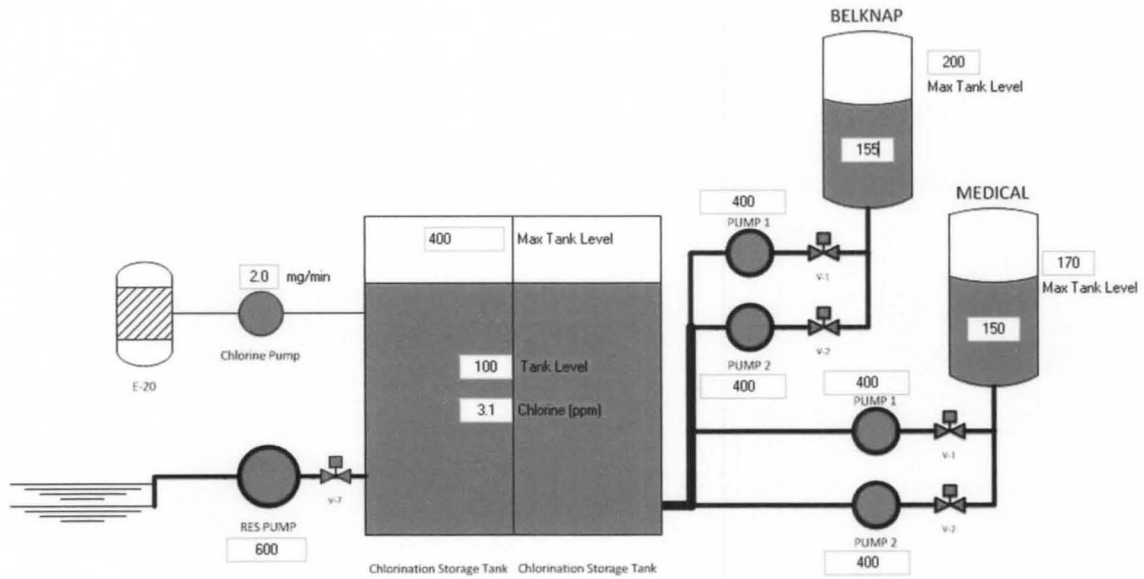 BELKNAP
200
Max Tank Level
155
MEDICAL
400
PUMP 1
170
Max Tank Level
V-1
150
400 Max Tank Level
2.0 mg/min
Chlorine Pump
E-20
V-2
PUMP 2
400
400
PUMP 1
100 Tank Level
3.1 Chlorine (ppm)
V-1
V-7
RES PUMP
600
V-2
PUMP 2
400
Chlorination Storage Tank Chlorination Storage Tank